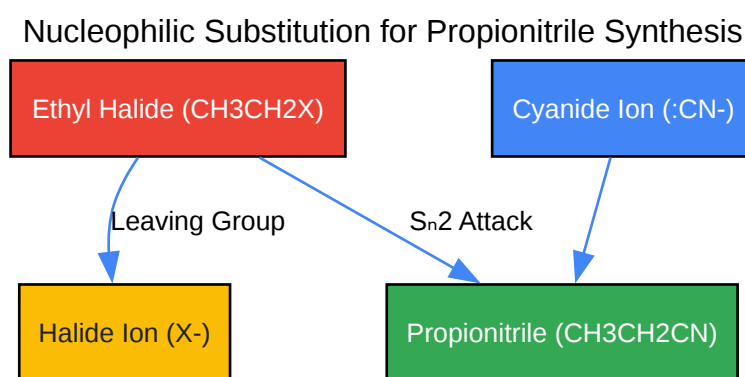 Nucleophilic Substitution for Propionitrile Synthesis
Ethyl Halide (CH3CH2X)
Cyanide Ion (:CN-)
Leaving Group
Sₙ2 Attack
Halide Ion (X-)
Propionitrile (CH3CH2CN)